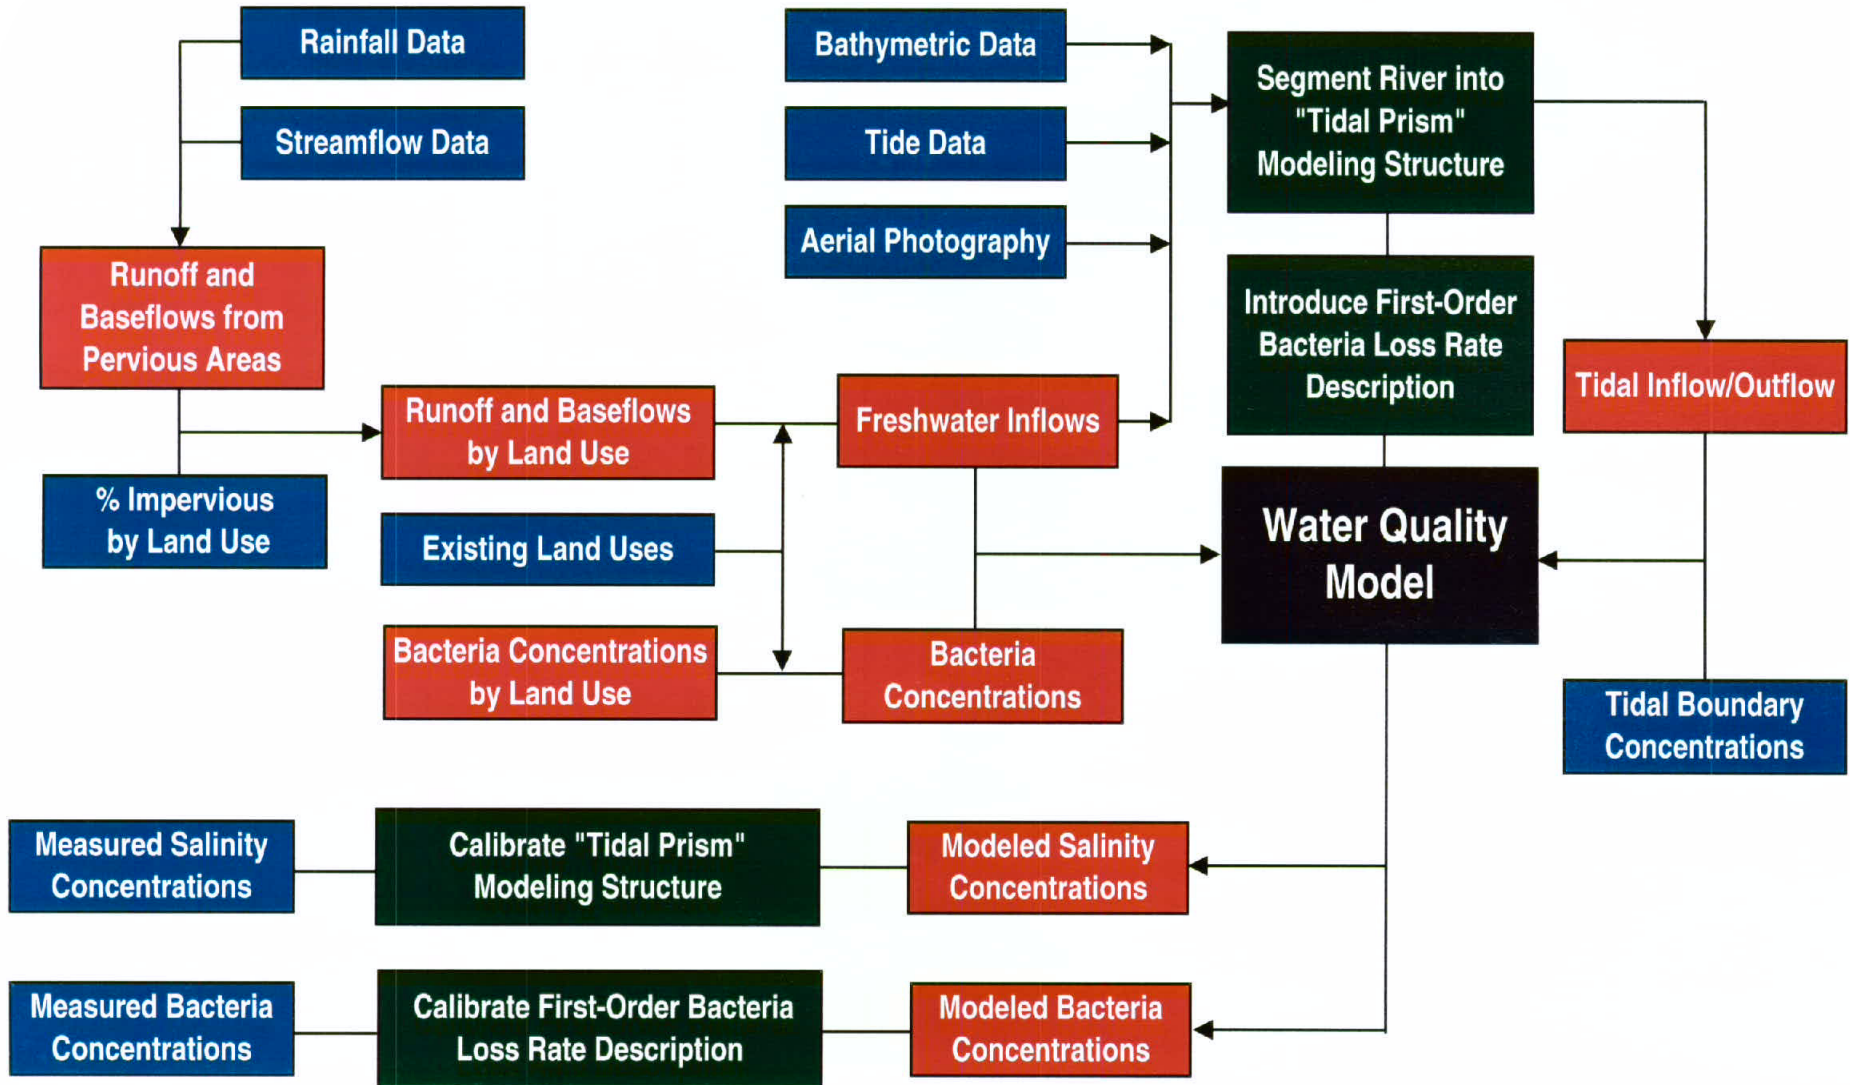 Rainfall Data
Streamflow Data
Bathymetric Data
Tide Data
Aerial Photography
Segment River into
"Tidal Prism"
Modeling Structure
Runoff and
Baseflows from
Pervious Areas
Introduce First-Order
Bacteria Loss Rate
Description
Tidal Inflow/Outflow
Runoff and Baseflows
by Land Use
Freshwater Inflows
% Impervious
by Land Use
Existing Land Uses
Water Quality
Model
Bacteria Concentrations
by Land Use
Bacteria
Concentrations
Tidal Boundary
Concentrations
Measured Salinity
Concentrations
Calibrate "Tidal Prism"
Modeling Structure
Modeled Salinity
Concentrations
Measured Bacteria
Concentrations
Calibrate First-Order Bacteria
Loss Rate Description
Modeled Bacteria
Concentrations